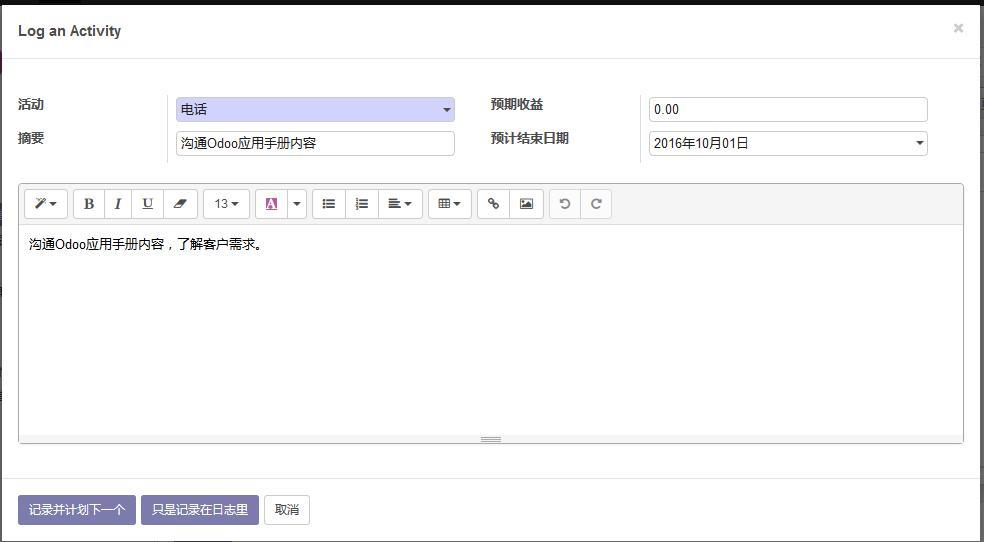 Log an Activity
×
活动 电话 预期收益 0.00
摘要 沟通Odoo应用手册内容 预计结束日期 2016年10月01日
B I U 13 A
沟通Odoo应用手册内容，了解客户需求。
记录并计划下一个 只是记录在日志里 取消